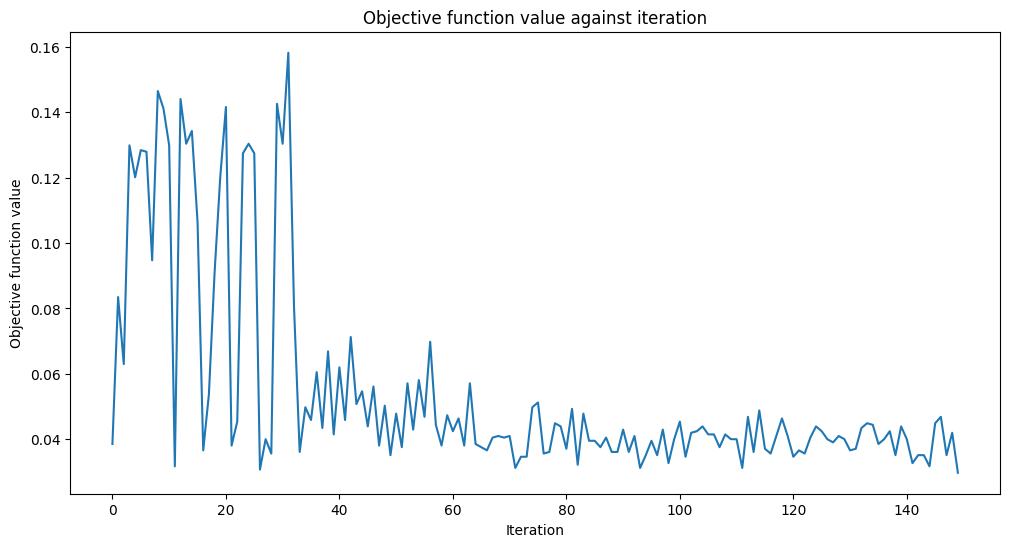 Objective function value against iteration
Objective function value
0.16
0.14
0.12
0.10
0.08
0.06
0.04
0 20 40 60 80 100 120 140
Iteration